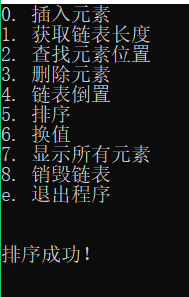 0. 插入元素
1. 获取链表长度
2. 查找元素位置
3. 删除元素
4. 链表倒置
5. 排序
6. 换值
7. 显示所有元素
8. 销毁链表
e. 退出程序
排序成功!